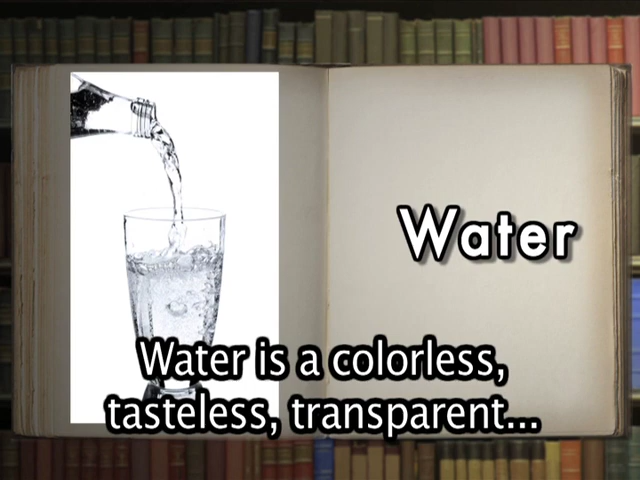 Water
Water is a colorless,
tasteless, transparent...